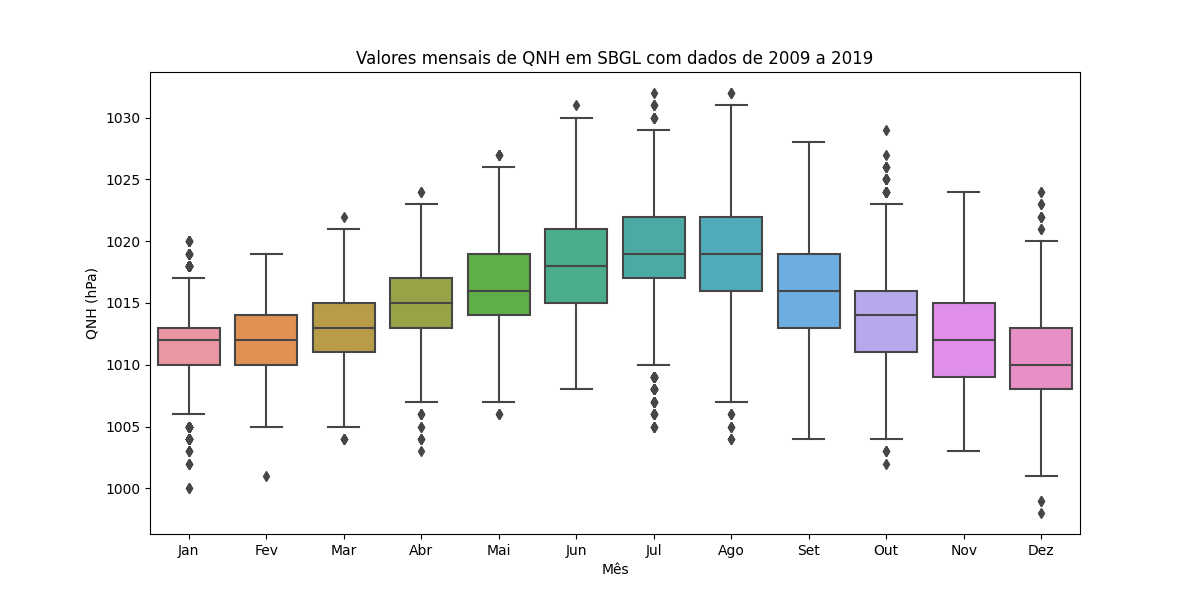 Valores mensais de QNH em SBGL com dados de 2009 a 2019
QNH (hPa)
1030
1025
1020
1015
1010
1005
1000
Jan Fev Mar Abr Mai Jun Jul Ago Set Out Nov Dez
Mês